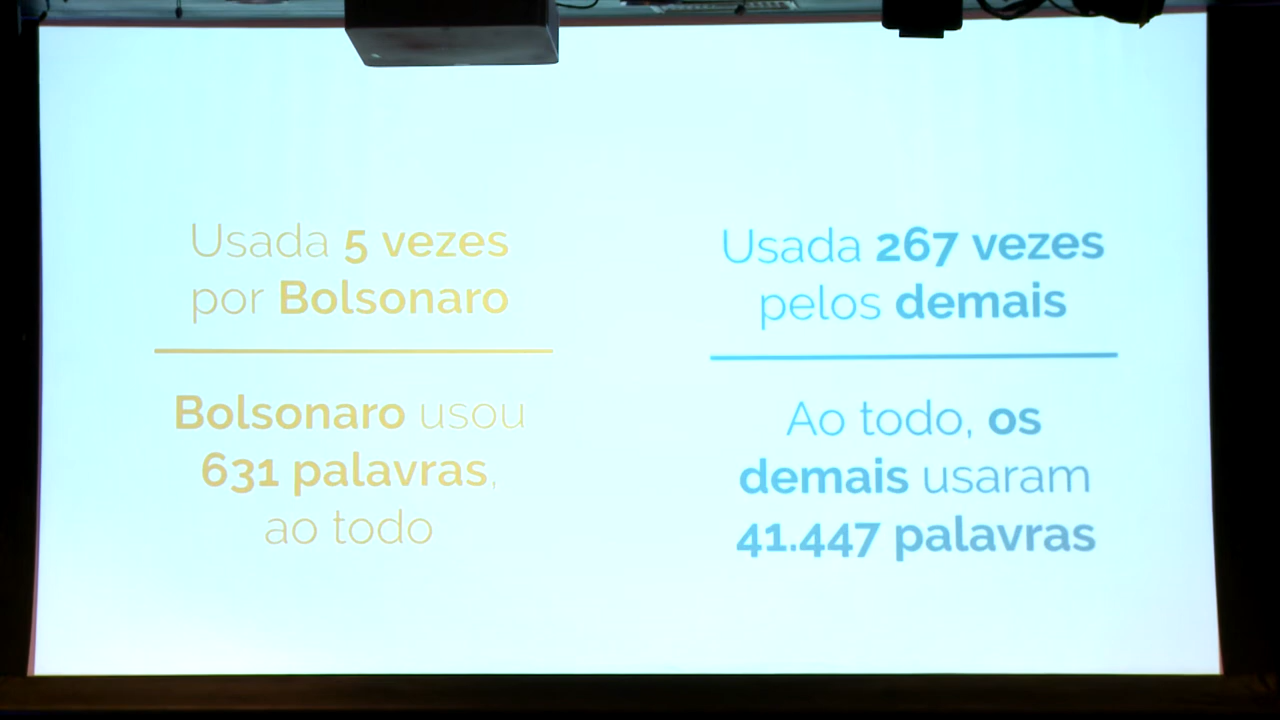 Usada 5 vezes
por Bolsonaro
Bolsonaro usou
631 palavras,
ao todo
Usada 267 vezes
pelos demais
Ao todo, os
demais usaram
41.447 palavras